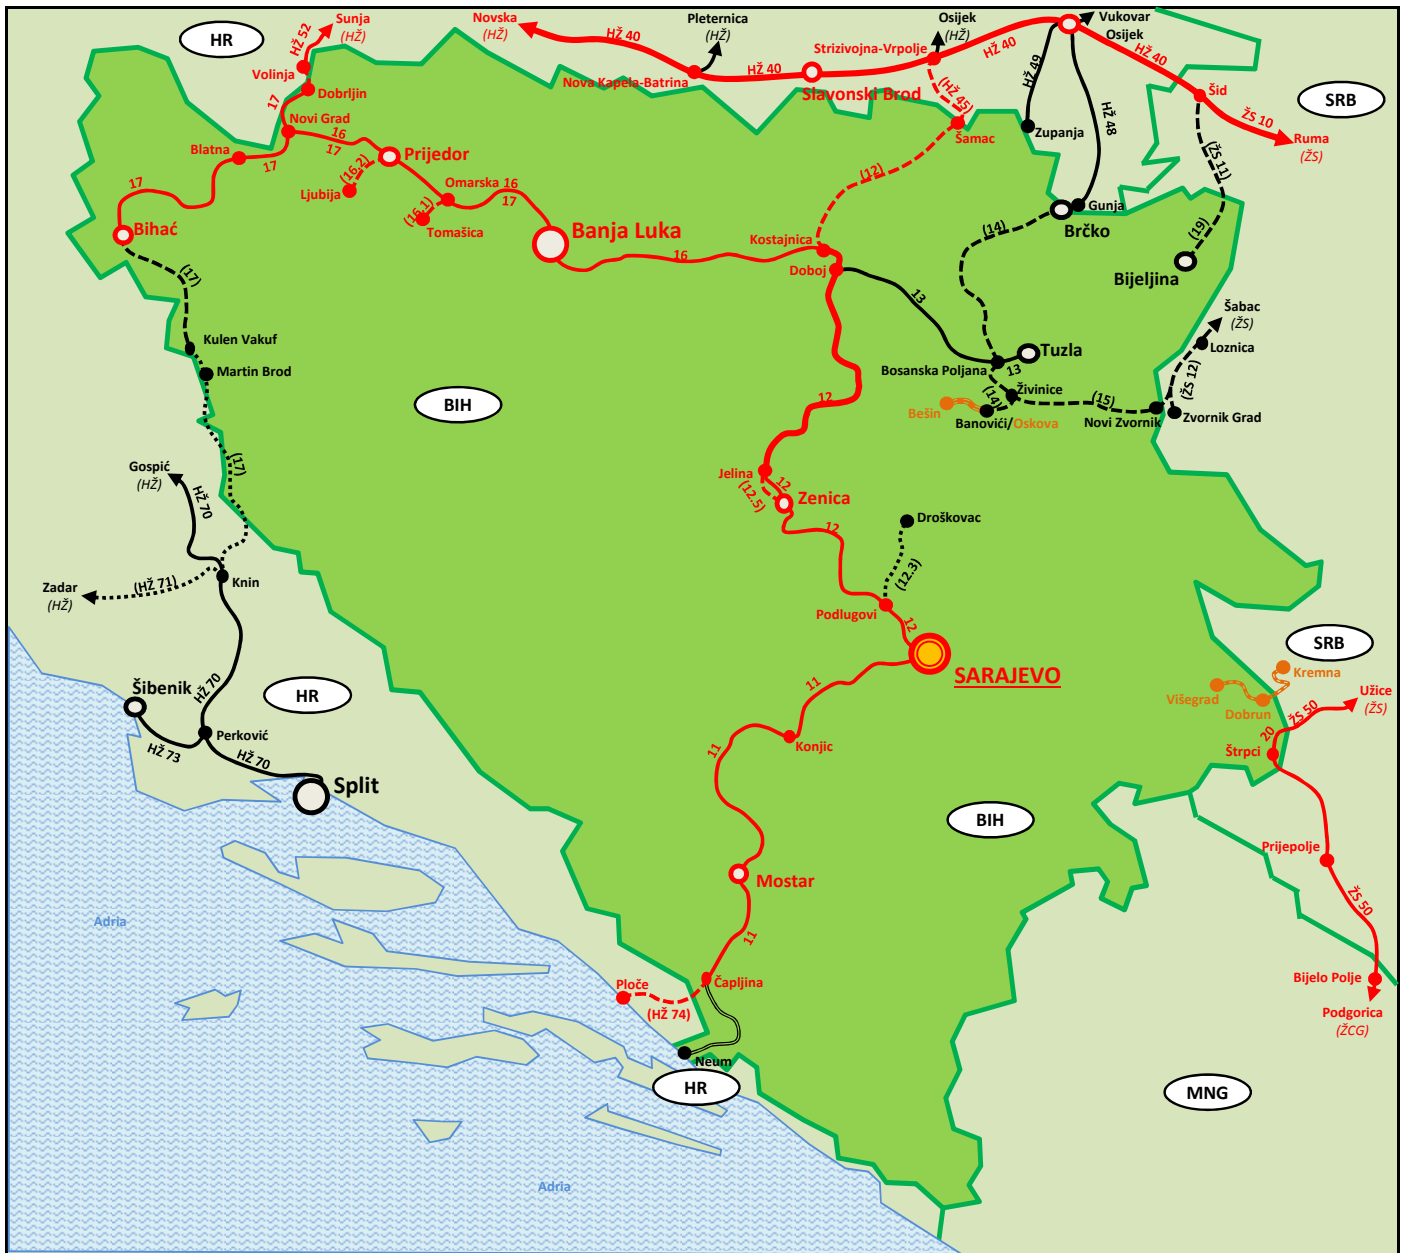 HR
HŽ 52
Sunja
(HŽ)
Novska
(HŽ)
HŽ 40
Pleternica
(HŽ)
Osijek
(HŽ)
Vukovar
Osijek
Strizivojna-Vrpolje
HŽ 40
HŽ 40
Volinja
Nova Kapela-Batrina
HŽ 40
Slavonski Brod
HŽ 49
HŽ 48
(HŽ 45)
Šid
SRB
ŽS 10
Ruma
(ŽS)
Dobrljin
17
Novi Grad
16
17
Blatna
17
Prijedor
(16.2)
Ljubija
Omarska
16
17
(16.1)
Tomašica
Šamac
Zupanja
(12)
(ŽS 11)
17
Bihać
Banja Luka
16
Kostajnica
Doboj
(14)
Gunja
Brčko
(19)
Bijeljina
(17)
Kulen Vakuf
Martin Brod
13
Šabac
(ŽS)
Loznica
Tuzla
Bosanska Poljana
13
(ŽS 12)
Živinice
(14)
(15)
Bešin
Banovići/Oskova
Novi Zvornik
Zvornik Grad
BIH
12
(17)
Gospić
(HŽ)
HŽ 70
Jelina
12
(12.5)
Zenica
12
Droškovac
(12.3)
Zadar
(HŽ)
(HŽ 71)
Knin
Podlugovi
12
SRB
SARAJEVO
11
Kremna
Višegrad
Dobrun
Užice
(ŽS)
ŽS 50
20
Štrpci
Šibenik
HŽ 70
HR
Perković
HŽ 73
HŽ 70
Split
11
Konjic
BIH
Prijepolje
Mostar
ŽS 50
Adria
11
Ploče
(HŽ 74)
Čapljina
Bijelo Polje
Podgorica
(ŽCG)
Neum
HR
MNG
Adria